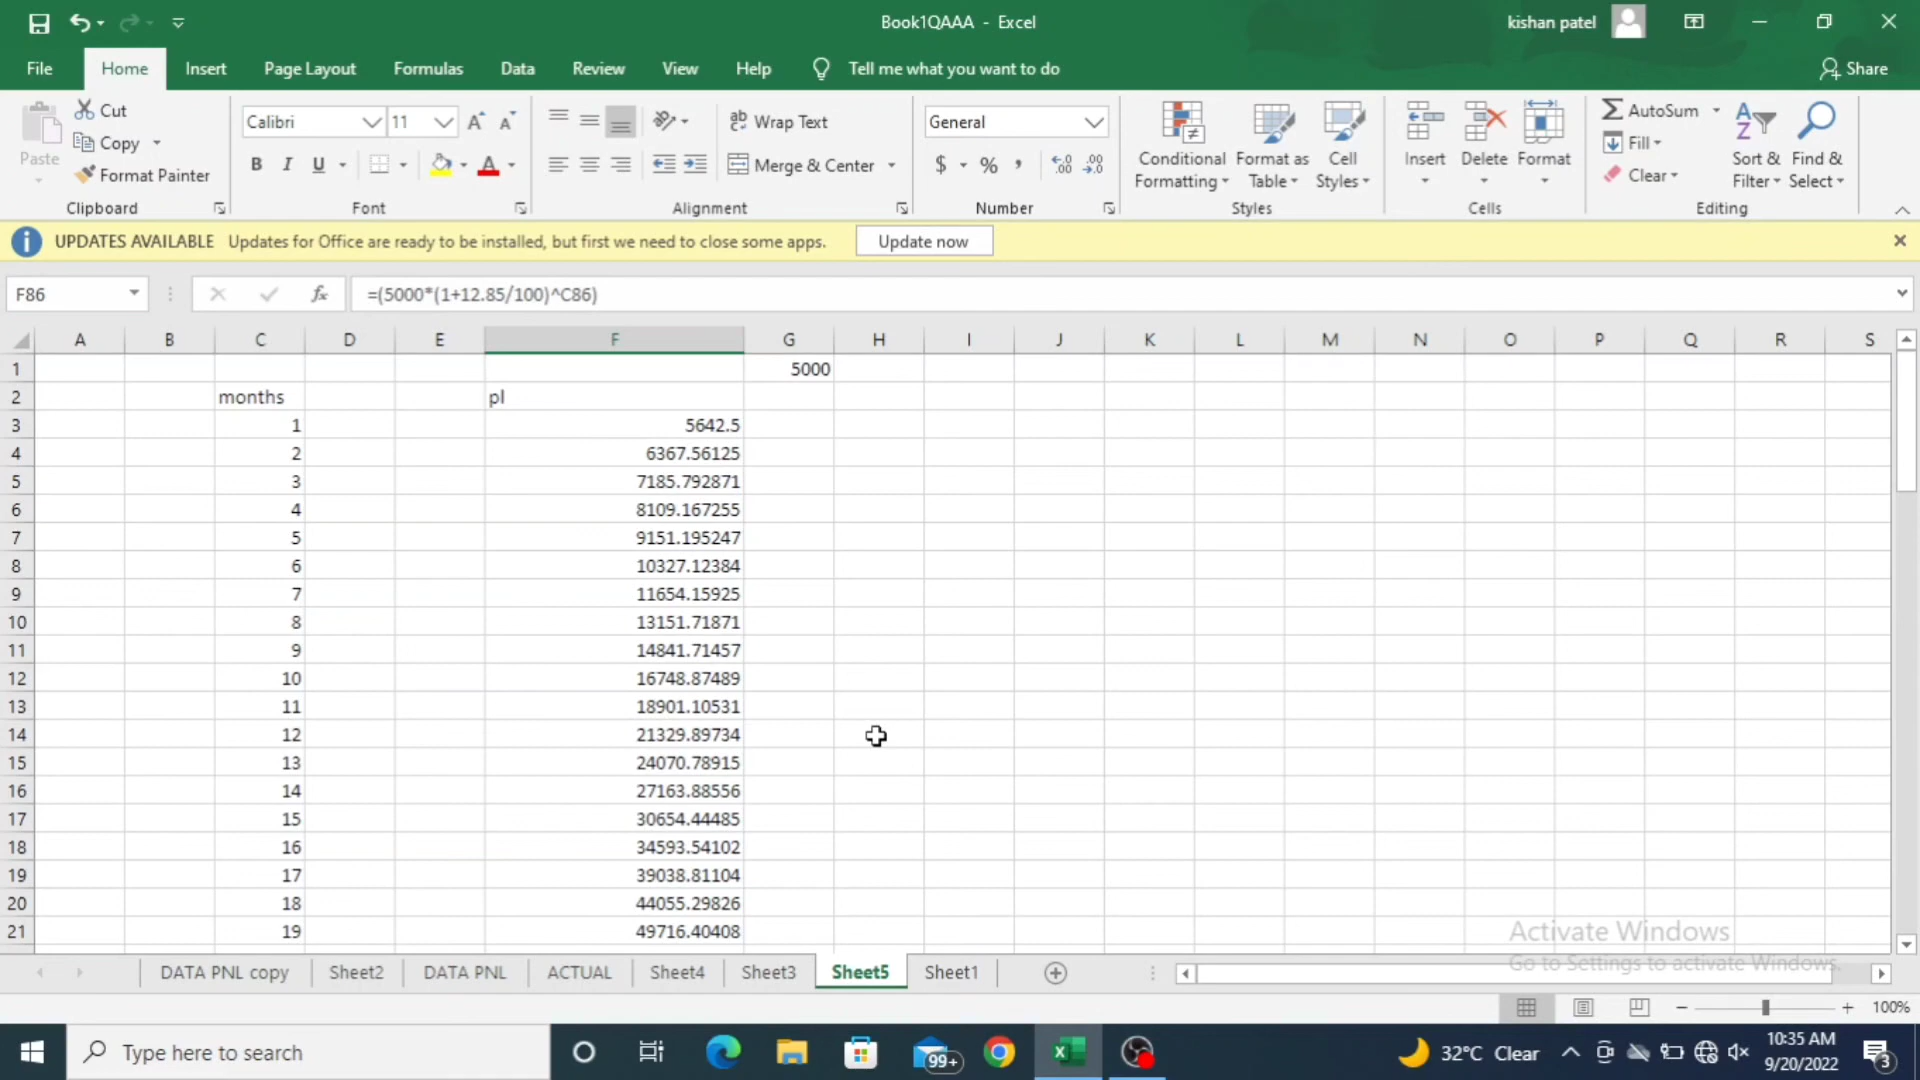 Book1QAAA - Excel
kishan patel
File Home Insert Page Layout Formulas Data Review View Help Tell me what you want to do Share
Paste
Cut
Copy
Format Painter
Clipboard
Calibri 11
B I U
Font
Wrap Text
Merge & Center
Alignment
General
$ % ,
Number
Conditional Formatting
Format as Table
Cell Styles
Styles
Insert Delete Format
Cells
AutoSum
Fill
Clear
Sort & Filter
Find & Select
Editing
UPDATES AVAILABLE Updates for Office are ready to be installed, but first we need to close some apps. Update now
F86 fx =(5000*(1+12.85/100)^C86)
A B C D E F G H I J K L M N O P Q R S
1 5000
2 months pl
3 1 5642.5
4 2 6367.56125
5 3 7185.792871
6 4 8109.167255
7 5 9151.195247
8 6 10327.12384
9 7 11654.15925
10 8 13151.71871
11 9 14841.71457
12 10 16748.87489
13 11 18901.10531
14 12 21329.89734
15 13 24070.78915
16 14 27163.88556
17 15 30654.44485
18 16 34593.54102
19 17 39038.81104
20 18 44055.29826
21 19 49716.40408
Activate Windows
Go to Settings to activate Windows.
DATA PNL copy Sheet2 DATA PNL ACTUAL Sheet4 Sheet3 Sheet5 Sheet1
100%
Type here to search
99+
32°C Clear
10:35 AM
9/20/2022
3